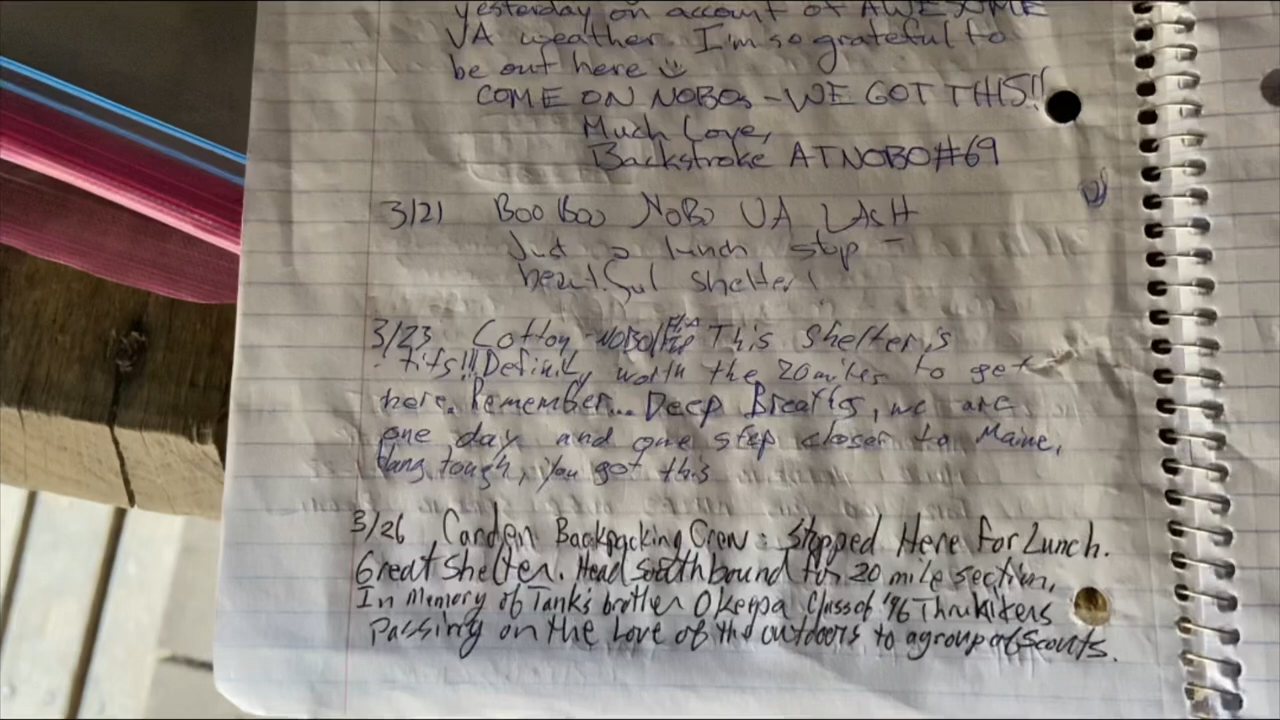 yesterday on account of AWESOME
VA weather. I'm so grateful to
be out here
COME ON NOBOs - WE GOT THIS!!
Much Love,
Backstroke ATNOBO#69
3/21 Boo Boo NoBo VA LASH
Just a lunch stop -
beautiful shelter!
3/23 Cotton - NOBO/Flip Flop This shelter is
tits!!! Definitly worth the 20 miles to get
here. Remember... Deep Breaths, we are
one day and one step closer to Maine,
Hang tough, you got this
3/26 Carden Backpacking Crew: Stopped Here For Lunch.
Great Shelter. Head Southbound for 20 mile section,
In Memory of Tank's brother Okeepa Class of '96 Thruhikers
Passing on the Love of the outdoors to a group of Scouts.